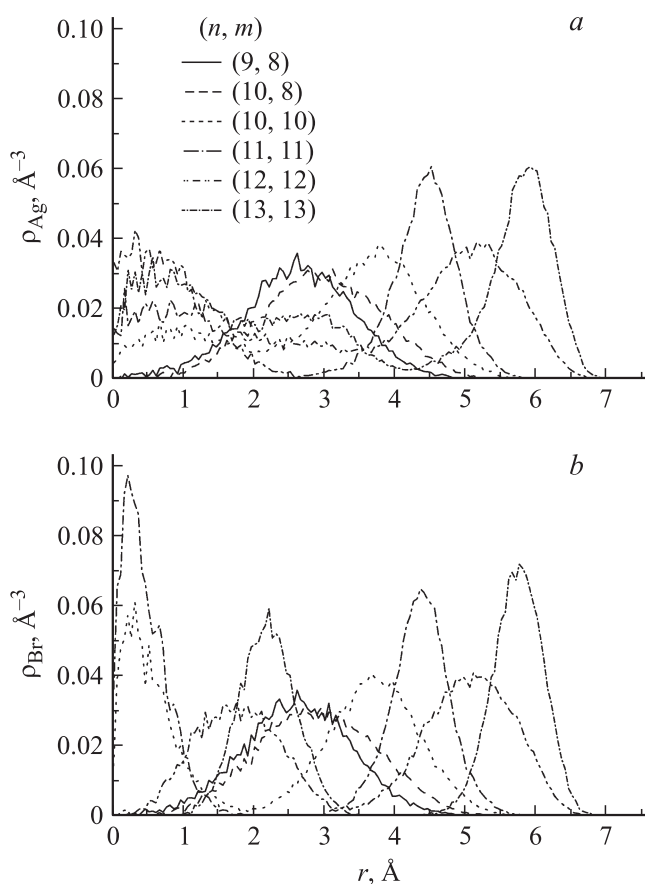 0.10
(n, m)
a
(9, 8)
(10, 8)
0.08
(10, 10)
(11, 11)
(12, 12)
0.06
(13, 13)
ρAg, Å−3
0.04
0.02
0
0 1 2 3 4 5 6 7
0.10
b
0.08
0.06
ρBr, Å−3
0.04
0.02
0
0 1 2 3 4 5 6 7
r, Å